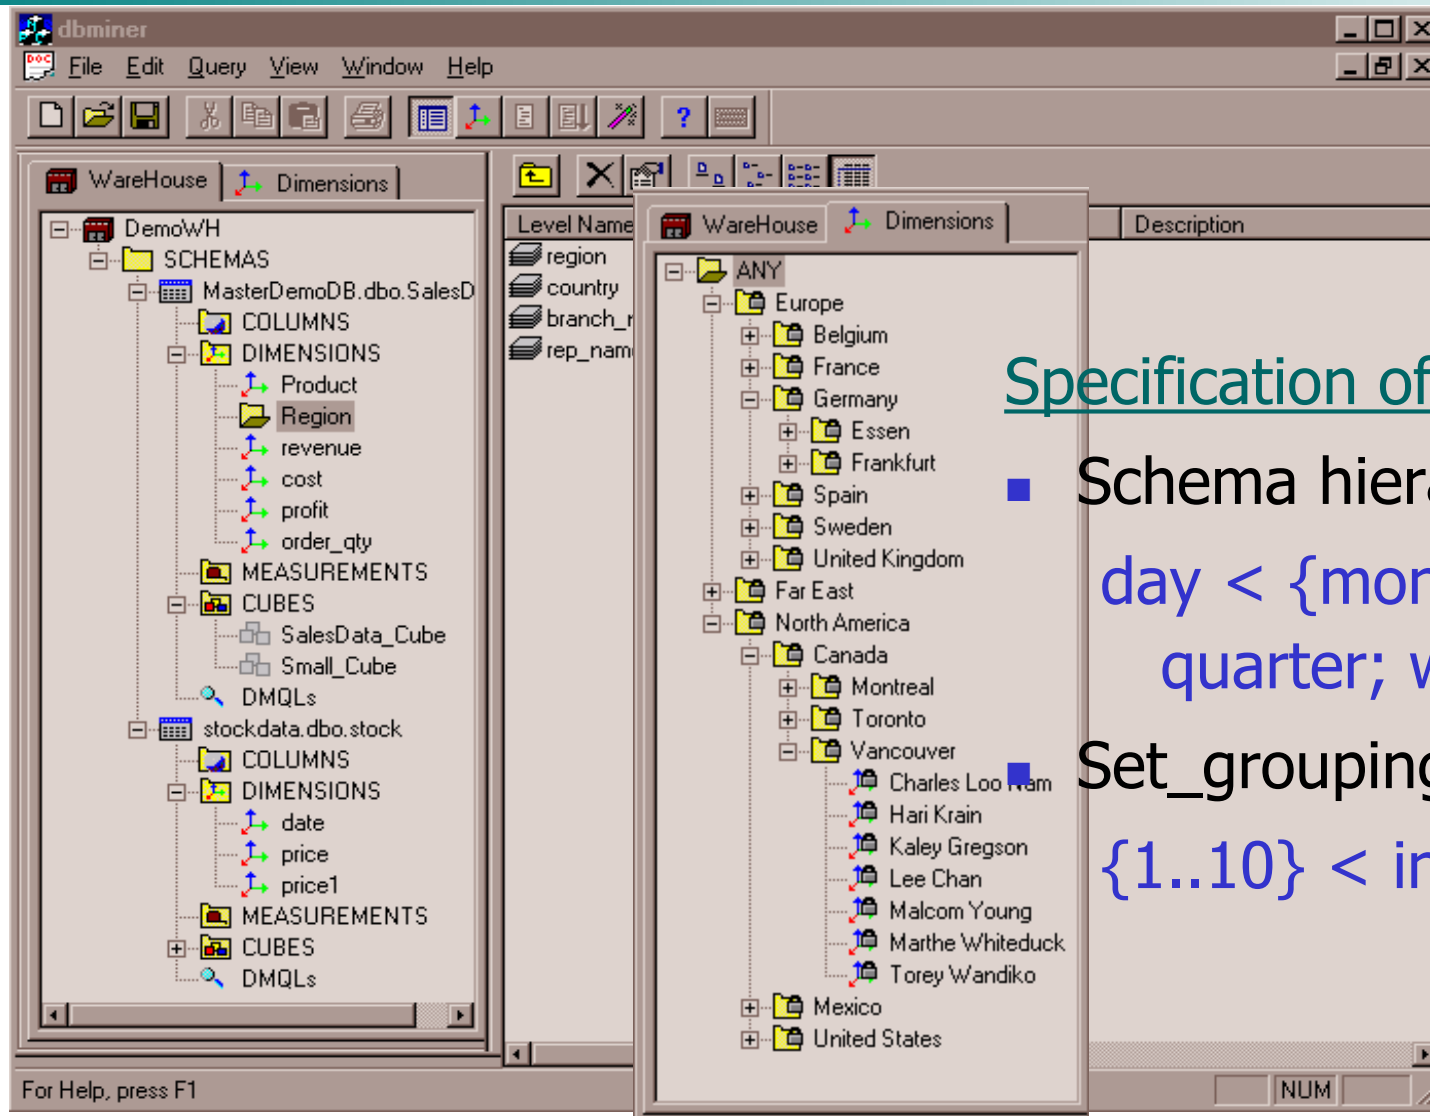 dbminer
File Edit Query View Window Help
WareHouse Dimensions
DemoWH
SCHEMAS
MasterDemoDB.dbo.SalesD
COLUMNS
DIMENSIONS
Product
Region
revenue
cost
profit
order_qty
MEASUREMENTS
CUBES
SalesData_Cube
Small_Cube
DMQLs
stockdata.dbo.stock
COLUMNS
DIMENSIONS
date
price
price1
MEASUREMENTS
CUBES
DMQLs
Level Name
Description
region
country
branch_
rep_nam
WareHouse Dimensions
ANY
Europe
Belgium
France
Germany
Essen
Frankfurt
Spain
Sweden
United Kingdom
Far East
North America
Canada
Montreal
Toronto
Vancouver
Charles Loo Nam
Hari Krain
Kaley Gregson
Lee Chan
Malcom Young
Marthe Whiteduck
Torey Wandiko
Mexico
United States
Specification of
Schema hier
day < {mon
quarter; w
Set_grouping
{1..10} < in
For Help, press F1
NUM